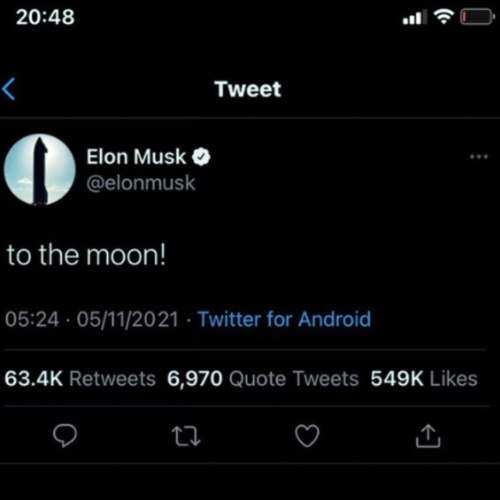 20:48
Tweet
Elon Musk
@elonmusk
to the moon!
05:24 · 05/11/2021 · Twitter for Android
63.4K Retweets 6,970 Quote Tweets 549K Likes